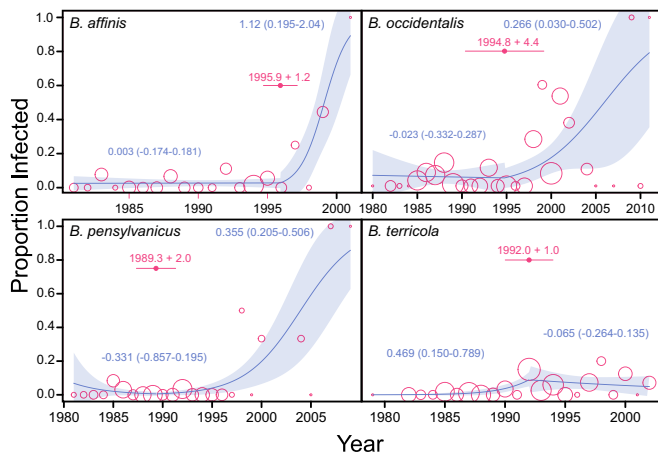 B. affinis
1.12 (0.195-2.04)
1995.9 + 1.2
0.003 (-0.174-0.181)
1.0
0.8
0.6
0.4
0.2
0.0
1985 1990 1995 2000
B. occidentalis
0.266 (0.030-0.502)
1994.8 + 4.4
-0.023 (-0.332-0.287)
1980 1985 1990 1995 2000 2005 2010
B. pensylvanicus
0.355 (0.205-0.506)
1989.3 + 2.0
-0.331 (-0.857-0.195)
1.0
0.8
0.6
0.4
0.2
0.0
1980 1985 1990 1995 2000 2005
B. terricola
1992.0 + 1.0
-0.065 (-0.264-0.135)
0.469 (0.150-0.789)
1980 1985 1990 1995 2000
Proportion Infected
Year